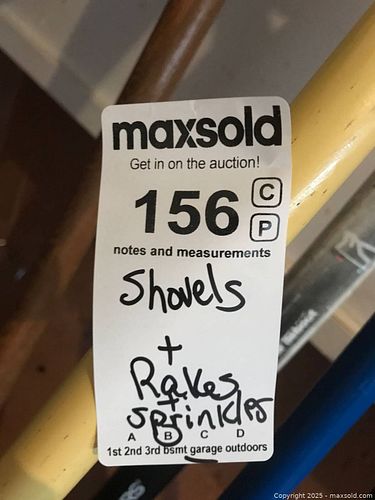 maxsold
Get in on the auction!
156 C
P
notes and measurements
Shovels
+
Rakes
+
sprinkler
A B C D
1st 2nd 3rd bsmt garage outdoors
Copyright 2025 - maxsold.com